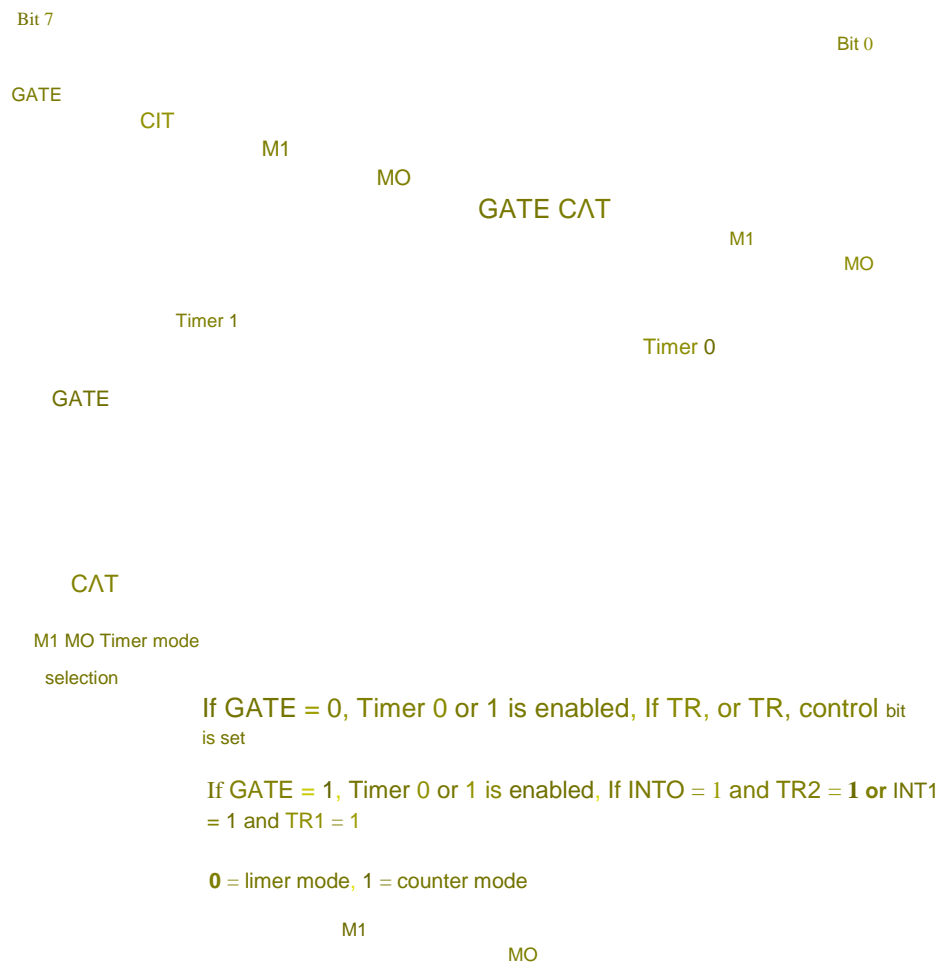 Bit 7
Bit 0
GATE
CIT
M1
MO
GATE CΛT
M1
MO
Timer 1
Timer 0
GATE
CΛT
M1 MO Timer mode
selection
If GATE = 0, Timer 0 or 1 is enabled, If TR, or TR, control bit
is set
If GATE = 1, Timer 0 or 1 is enabled, If INTO = 1 and TR2 = 1 or INT1
= 1 and TR1 = 1
0 = limer mode, 1 = counter mode
M1
MO